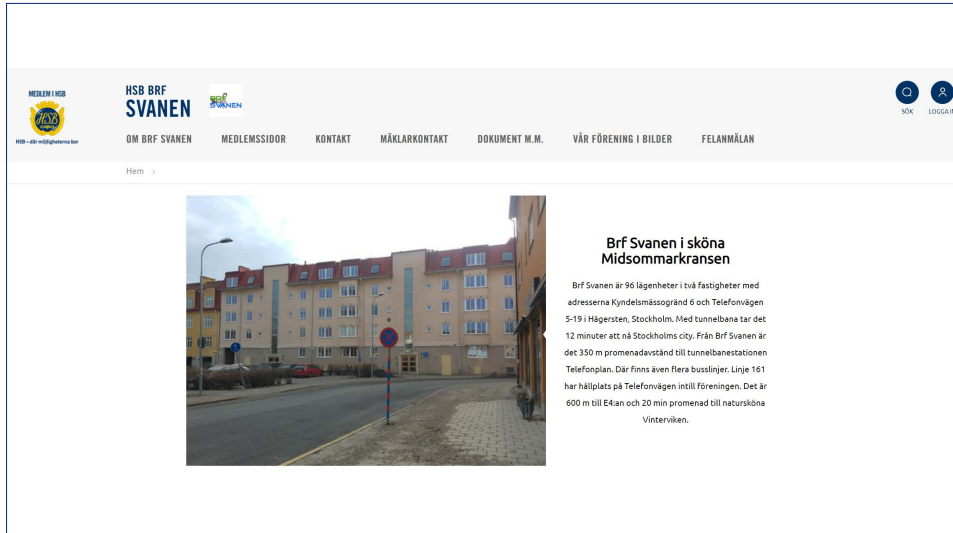 MEDLEM I HSB
HSB
HSB – där möjligheterna bor
HSB BRF
SVANEN
BRF
SVANEN
SÖK
LOGGA IN
OM BRF SVANEN
MEDLEMSSIDOR
KONTAKT
MÄKLARKONTAKT
DOKUMENT M.M.
VÅR FÖRENING I BILDER
FELANMÄLAN
Hem >
Brf Svanen i sköna
Midsommarkransen
Brf Svanen är 96 lägenheter i två fastigheter med
adresserna Kyndelsmässogränd 6 och Telefonvägen
5-19 i Hägersten, Stockholm. Med tunnelbana tar det
12 minuter att nå Stockholms city. Från Brf Svanen är
det 350 m promenadavstånd till tunnelbanestationen
Telefonplan. Där finns även flera busslinjer. Linje 161
har hållplats på Telefonvägen intill föreningen. Det är
600 m till E4:an och 20 min promenad till natursköna
Vinterviken.